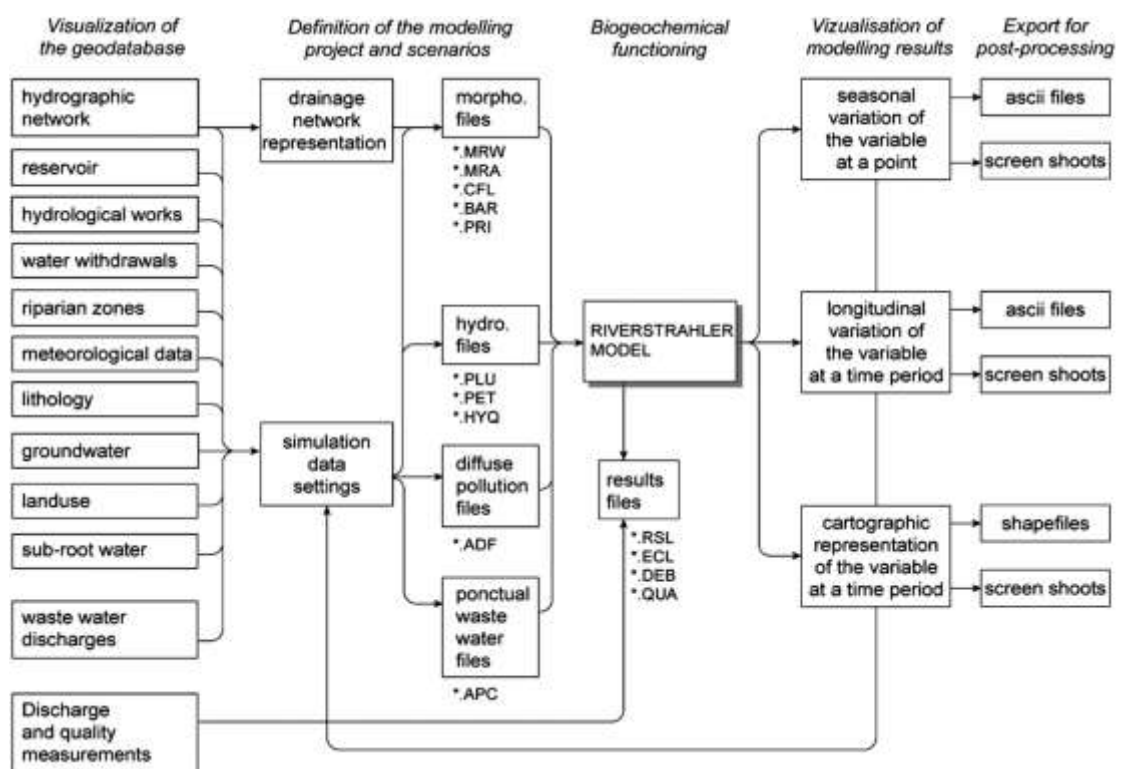 Visualization of
the geodatabase
Definition of the modelling
project and scenarios
Biogeochemical
functioning
Vizualisation of
modelling results
Export for
post-processing
hydrographic
network
reservoir
hydrological works
water withdrawals
riparian zones
meteorological data
lithology
groundwater
landuse
sub-root water
waste water
discharges
Discharge
and quality
measurements
drainage
network
representation
simulation
data
settings
morpho.
files
*.MRW
*.MRA
*.CFL
*.BAR
*.PRI
hydro.
files
*.PLU
*.PET
*.HYQ
diffuse
pollution
files
*.ADF
ponctual
waste
water
files
*.APC
RIVERSTRAHLER
MODEL
results
files
*.RSL
*.ECL
*.DEB
*.QUA
seasonal
variation of
the variable
at a point
longitudinal
variation of
the variable
at a time period
cartographic
representation
of the variable
at a time period
ascii files
screen shoots
ascii files
screen shoots
shapefiles
screen shoots